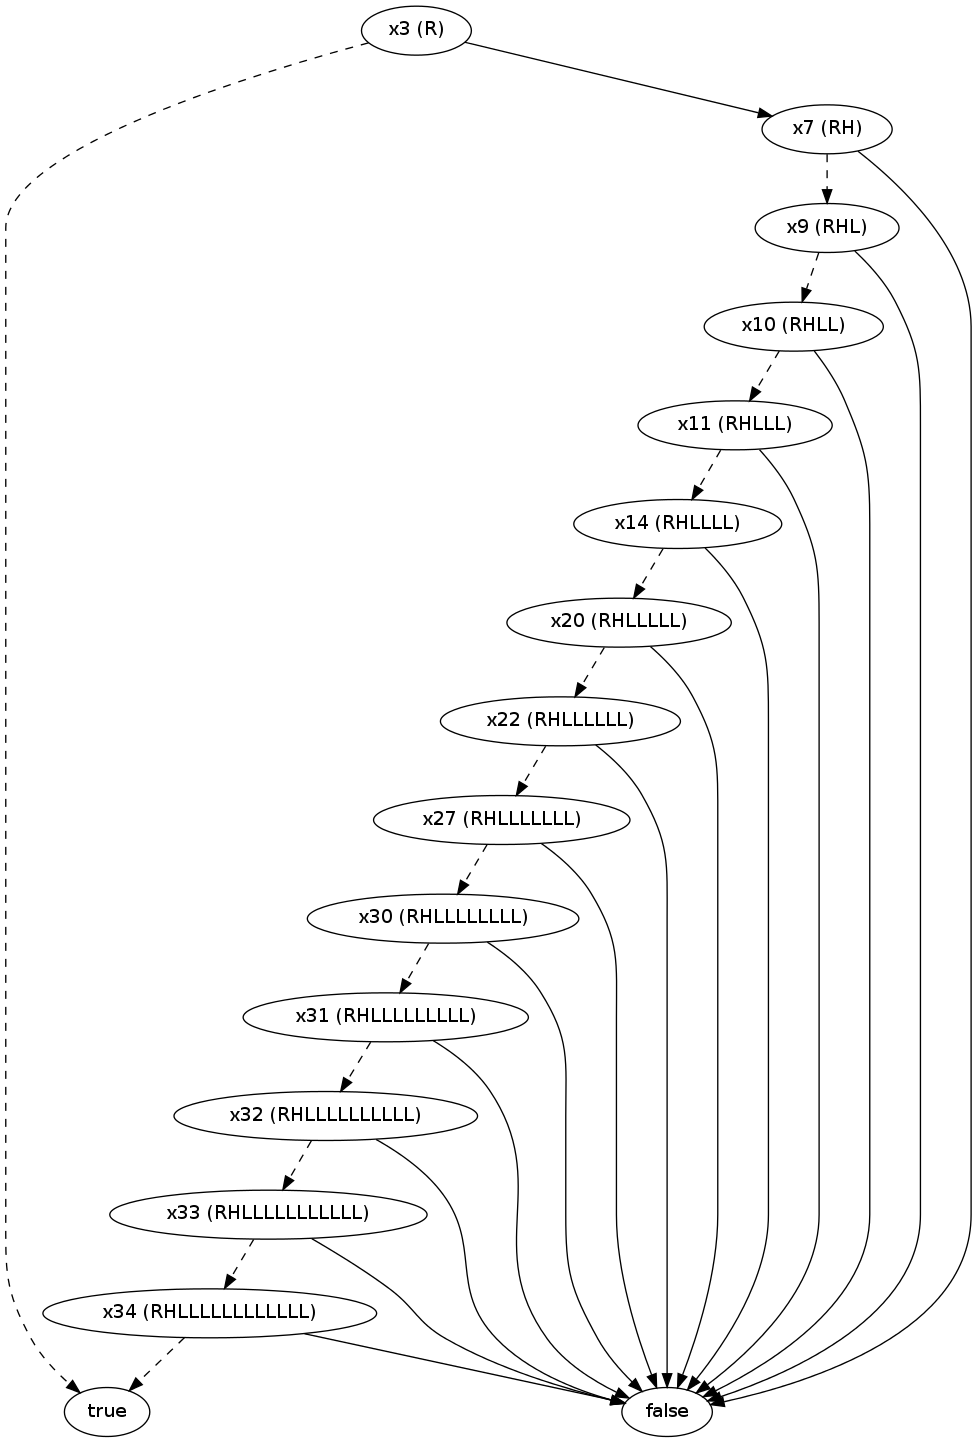 x3 (R)
x7 (RH)
x9 (RHL)
x10 (RHLL)
x11 (RHLLL)
x14 (RHLLLL)
x20 (RHLLLLL)
x22 (RHLLLLLL)
x27 (RHLLLLLLL)
x30 (RHLLLLLLLL)
x31 (RHLLLLLLLLL)
x32 (RHLLLLLLLLLL)
x33 (RHLLLLLLLLLLL)
x34 (RHLLLLLLLLLLLL)
true
false